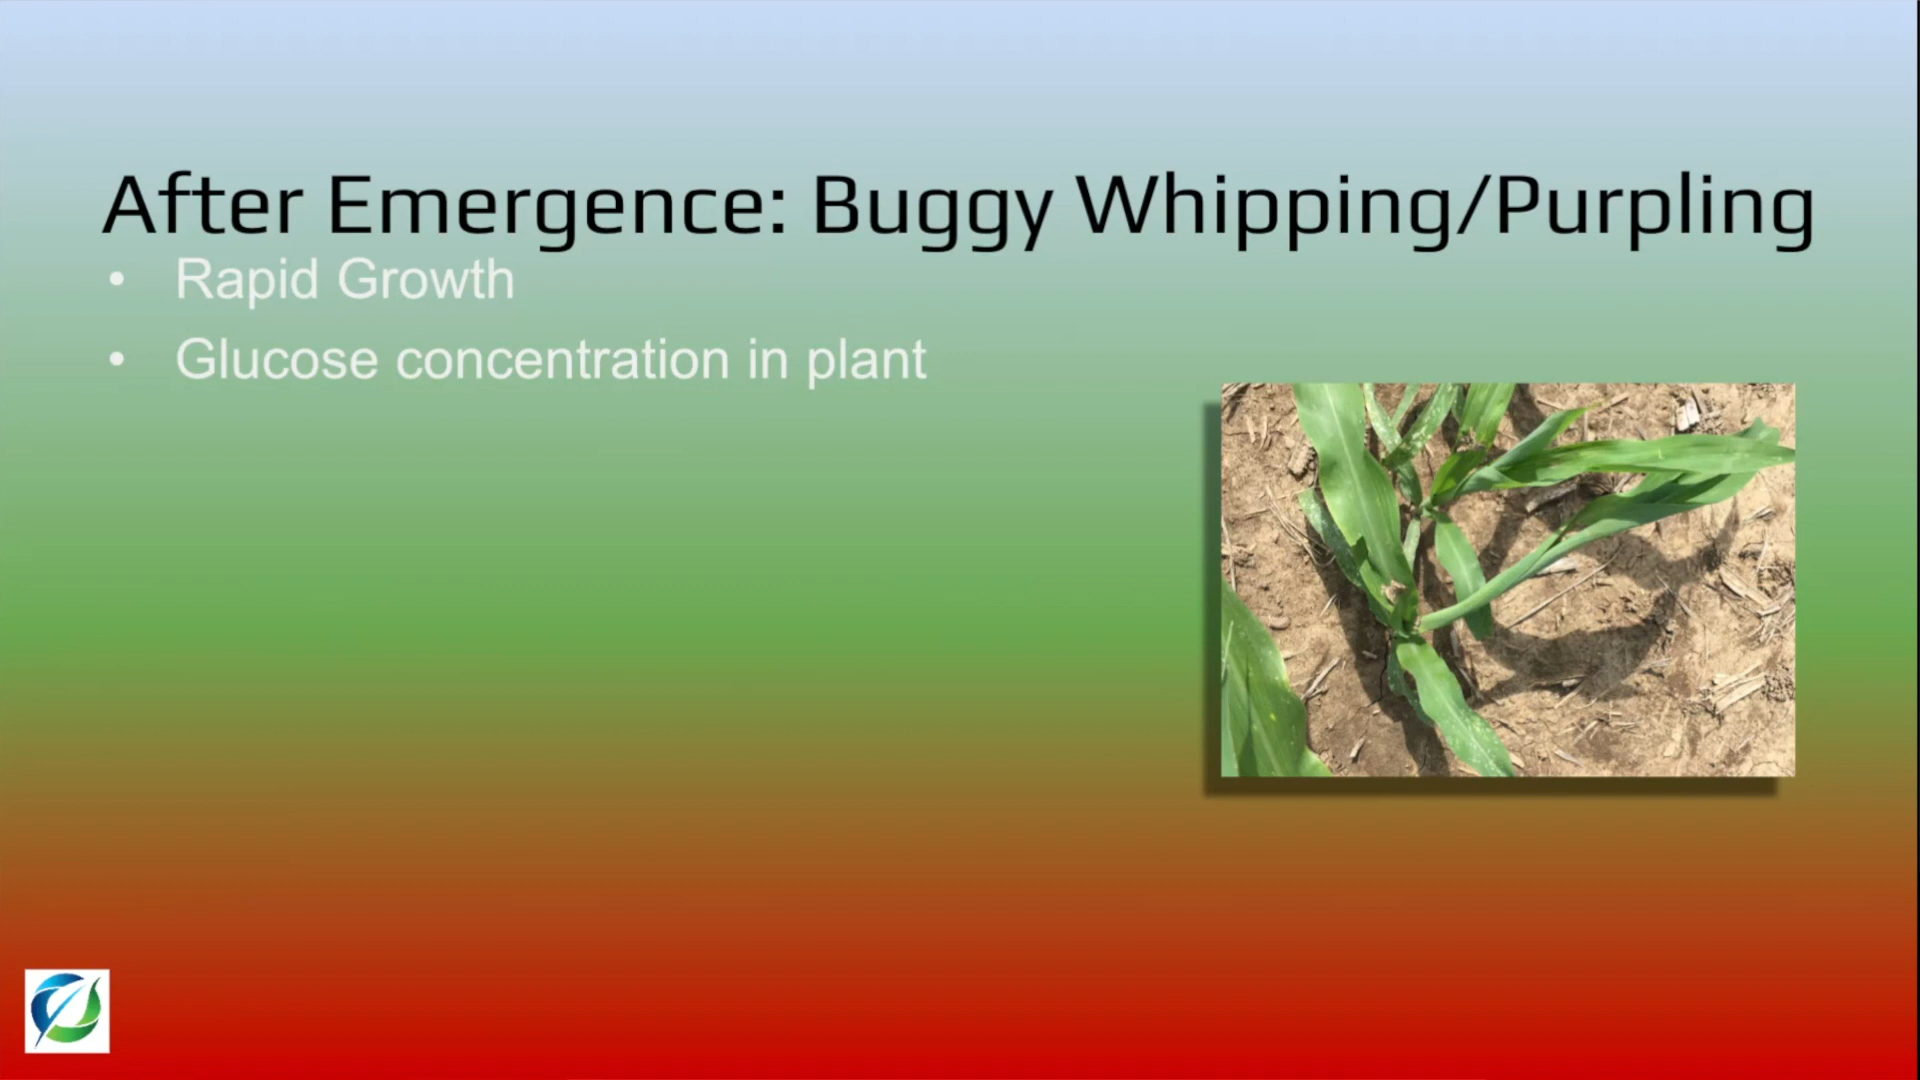 After Emergence: Buggy Whipping/Purpling
• Rapid Growth
• Glucose concentration in plant